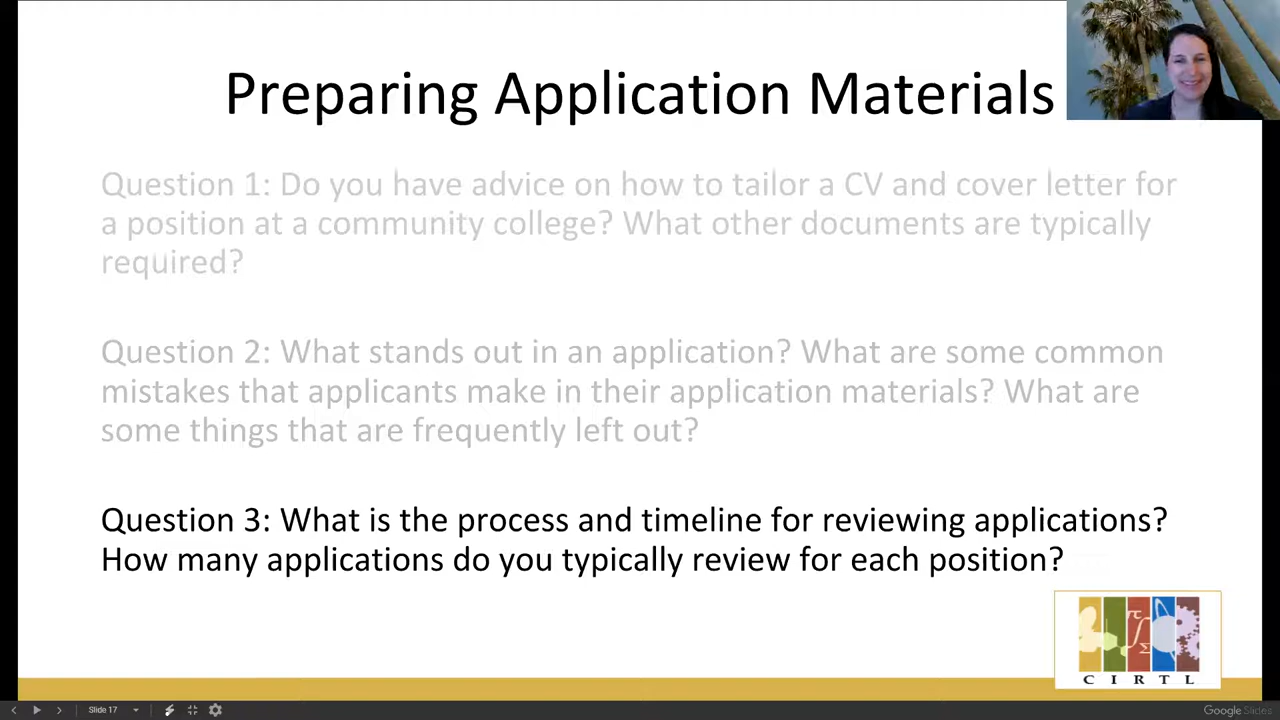 Preparing Application Materials
Question 1: Do you have advice on how to tailor a CV and cover letter for
a position at a community college? What other documents are typically
required?
Question 2: What stands out in an application? What are some common
mistakes that applicants make in their application materials? What are
some things that are frequently left out?
Question 3: What is the process and timeline for reviewing applications?
How many applications do you typically review for each position?
π
∫
Σ
CIRTL
Slide 17
Google Slides